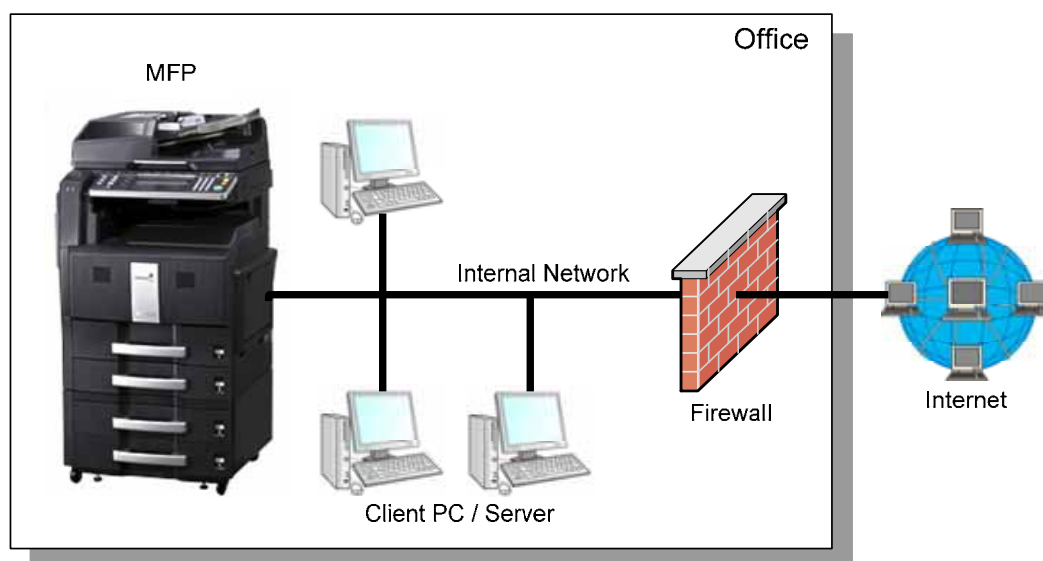 Office
MFP
Internal Network
Firewall
Internet
Client PC / Server